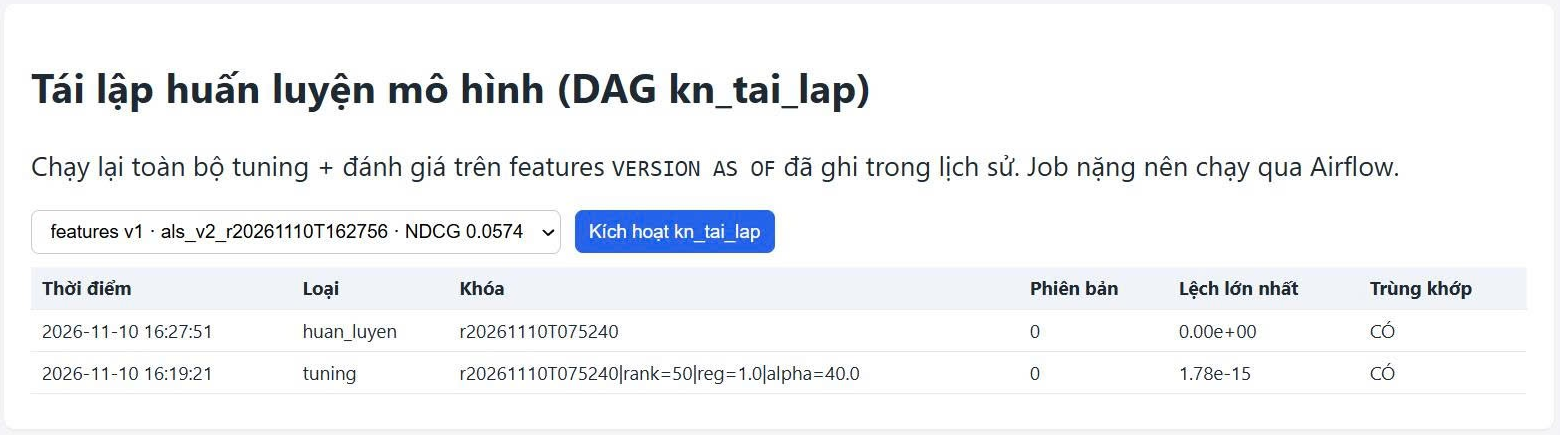 Tái lập huấn luyện mô hình (DAG kn_tai_lap)
Chạy lại toàn bộ tuning + đánh giá trên features VERSION AS OF đã ghi trong lịch sử. Job nặng nên chạy qua Airflow.
features v1 · als_v2_r20261110T162756 · NDCG 0.0574 Kích hoạt kn_tai_lap
Thời điểm Loại Khóa Phiên bản Lệch lớn nhất Trùng khớp
2026-11-10 16:27:51 huan_luyen r20261110T075240 0 0.00e+00 CÓ
2026-11-10 16:19:21 tuning r20261110T075240|rank=50|reg=1.0|alpha=40.0 0 1.78e-15 CÓ